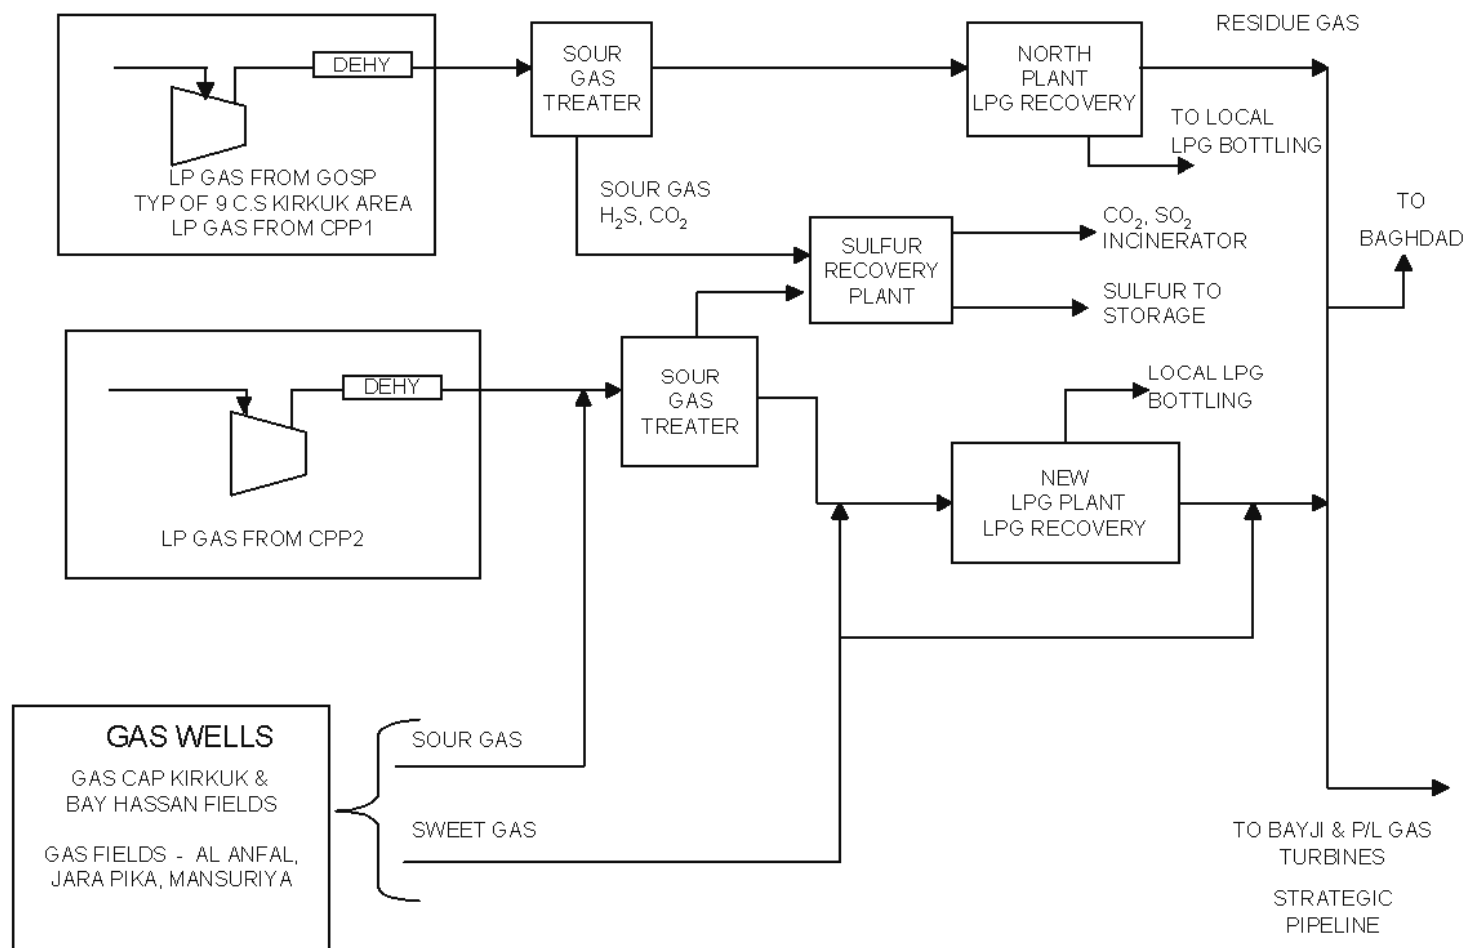 RESIDUE GAS
DEHY
SOUR
GAS
TREATER
NORTH
PLANT
LPG RECOVERY
TO LOCAL
LPG BOTTLING
LP GAS FROM GOSP
TYP OF 9 C.S KIRKUK AREA
LP GAS FROM CPP1
SOUR GAS
H₂S, CO₂
SULFUR
RECOVERY
PLANT
CO₂, SO₂
INCINERATOR
SULFUR TO
STORAGE
TO
BAGHDAD
DEHY
SOUR
GAS
TREATER
LOCAL LPG
BOTTLING
LP GAS FROM CPP2
NEW
LPG PLANT
LPG RECOVERY
GAS WELLS
GAS CAP KIRKUK &
BAY HASSAN FIELDS
GAS FIELDS - AL ANFAL,
JARA PIKA, MANSURIYA
SOUR GAS
SWEET GAS
TO BAYJI & P/L GAS
TURBINES
STRATEGIC
PIPELINE